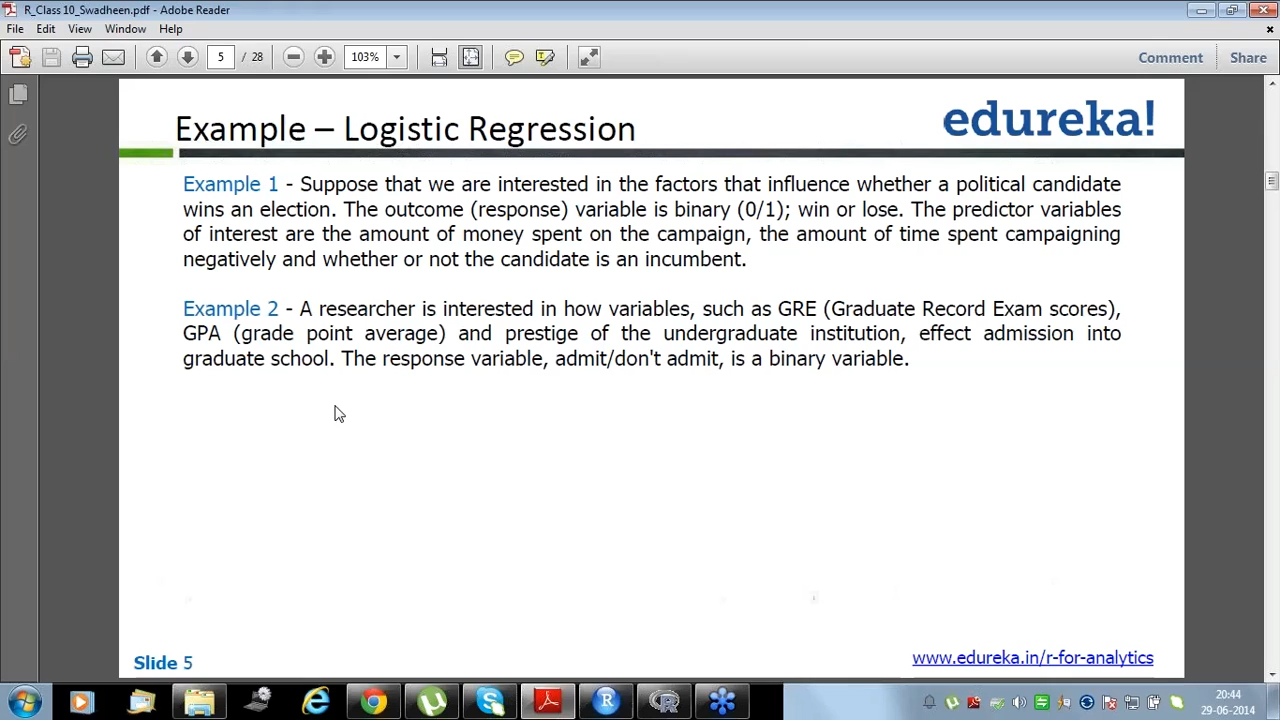 R_Class 10_Swadheen.pdf - Adobe Reader
File Edit View Window Help
5 / 28 103% Comment Share
Example – Logistic Regression
edureka!
Example 1 - Suppose that we are interested in the factors that influence whether a political candidate
wins an election. The outcome (response) variable is binary (0/1); win or lose. The predictor variables
of interest are the amount of money spent on the campaign, the amount of time spent campaigning
negatively and whether or not the candidate is an incumbent.
Example 2 - A researcher is interested in how variables, such as GRE (Graduate Record Exam scores),
GPA (grade point average) and prestige of the undergraduate institution, effect admission into
graduate school. The response variable, admit/don't admit, is a binary variable.
Slide 5
www.edureka.in/r-for-analytics
20:44
29-06-2014